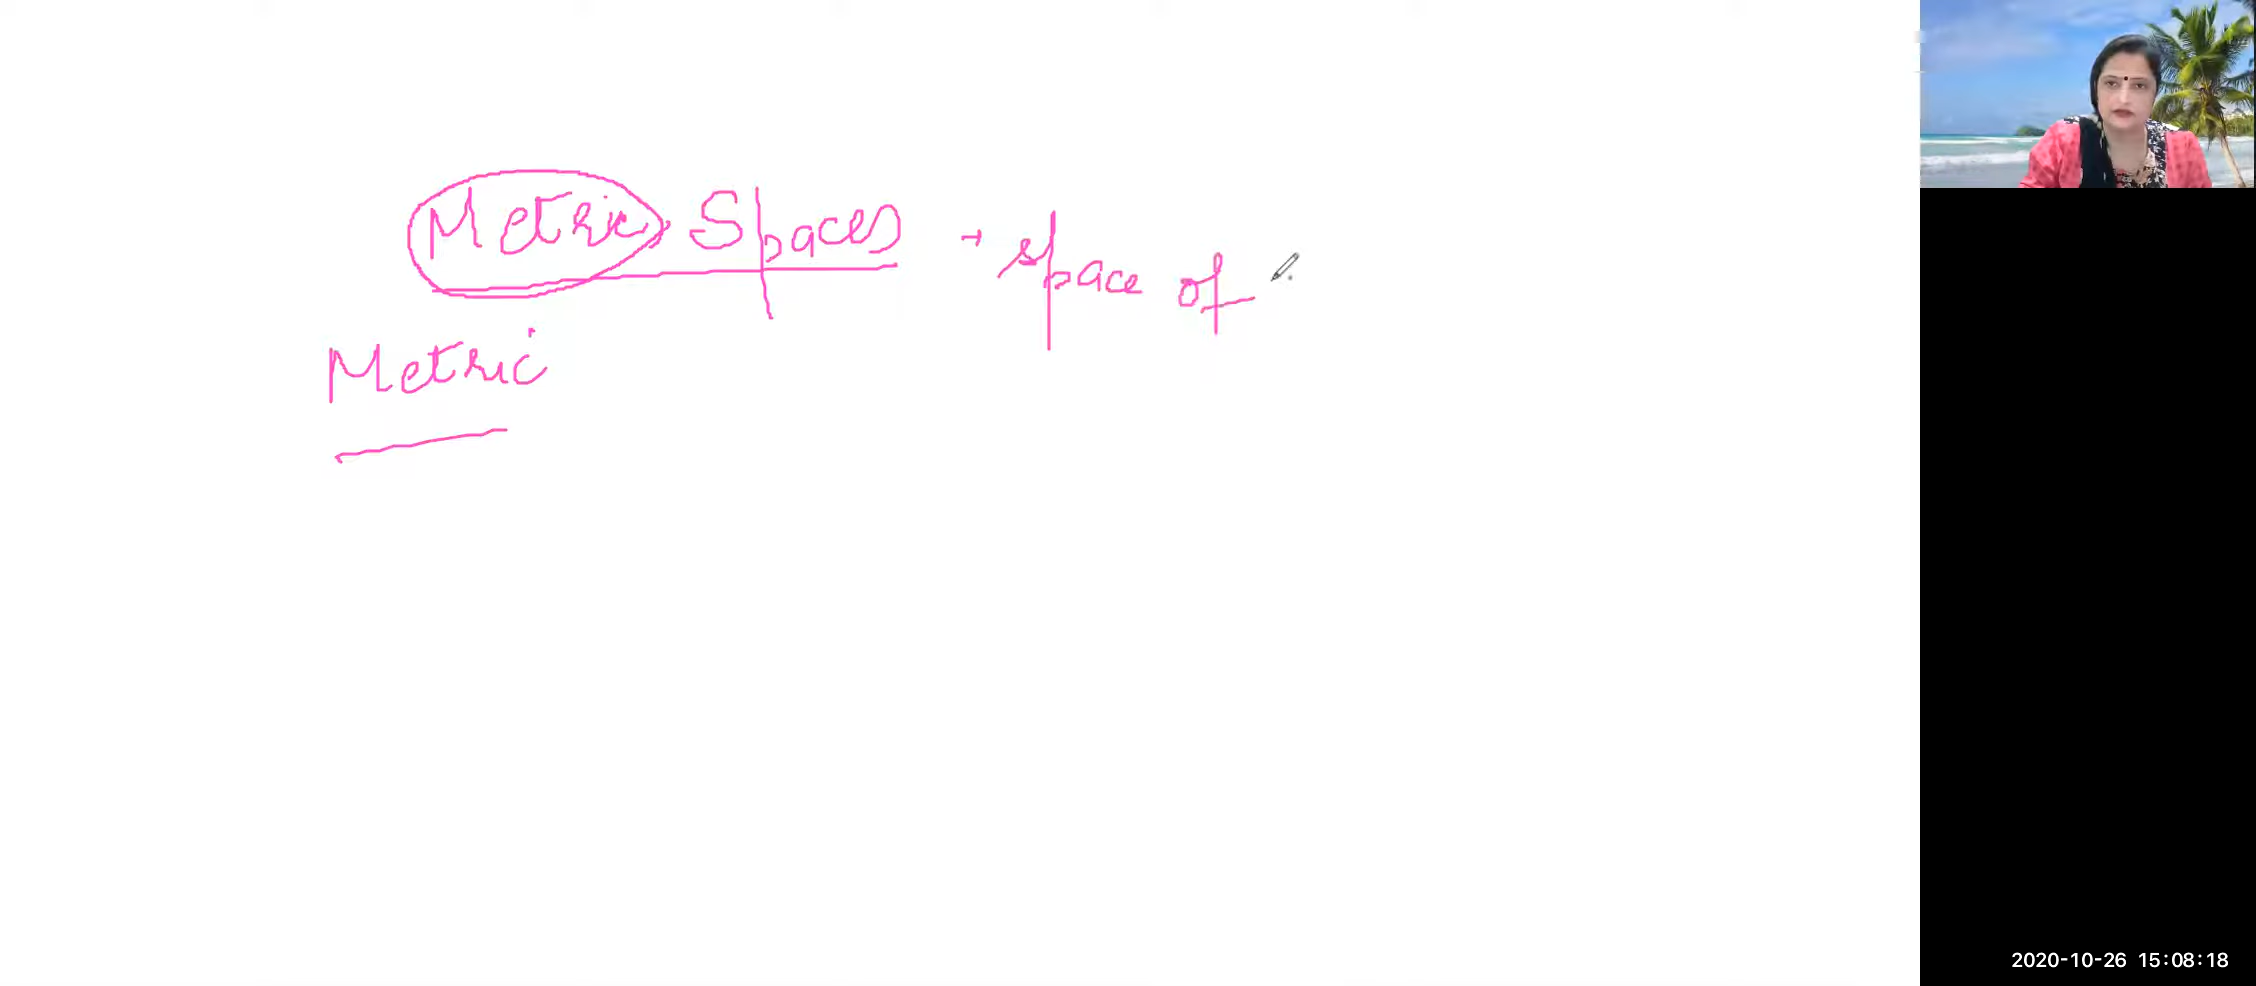 Metric Spaces → space of
Metric
2020-10-26 15:08:18